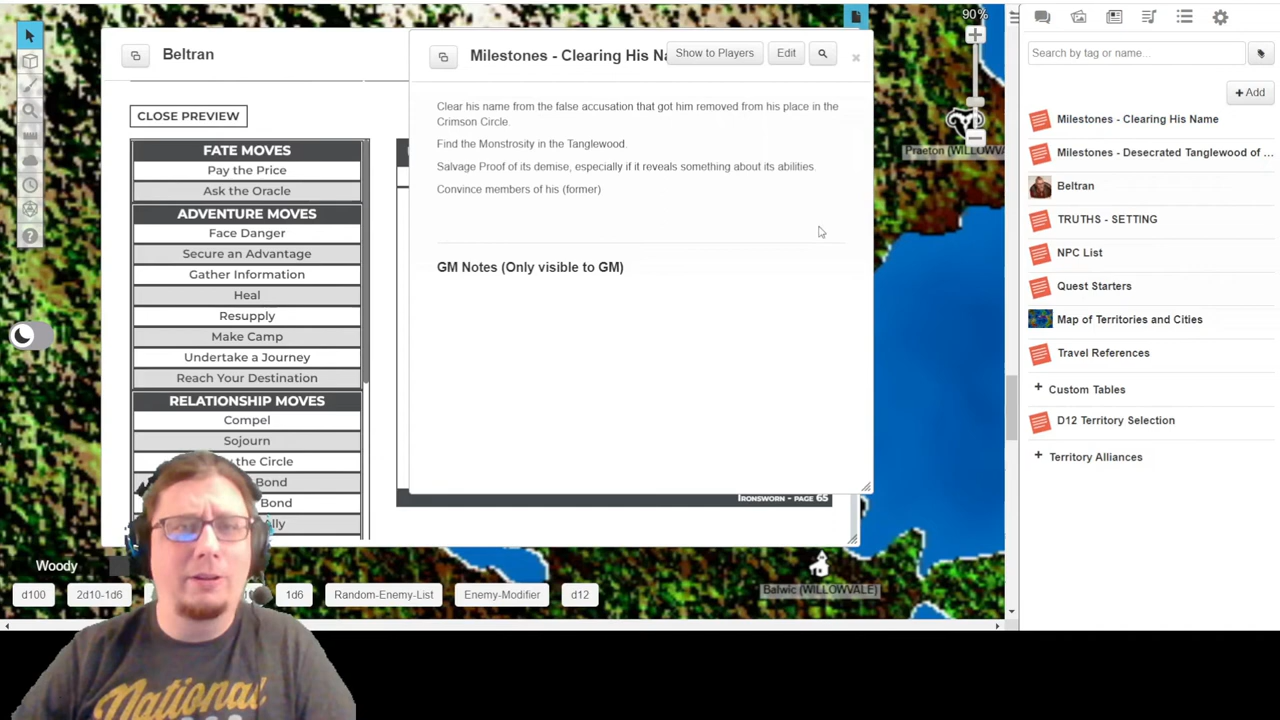 90%
Beltran
Milestones - Clearing His Na
Show to Players
Edit
Search by tag or name...
+ Add
CLOSE PREVIEW
FATE MOVES
Pay the Price
Ask the Oracle
ADVENTURE MOVES
Face Danger
Secure an Advantage
Gather Information
Heal
Resupply
Make Camp
Undertake a Journey
Reach Your Destination
RELATIONSHIP MOVES
Compel
Sojourn
the Circle
Bond
Bond
Ally
Clear his name from the false accusation that got him removed from his place in the
Crimson Circle.
Find the Monstrosity in the Tanglewood.
Salvage Proof of its demise, especially if it reveals something about its abilities.
Convince members of his (former)
GM Notes (Only visible to GM)
IRONSWORN - PAGE 65
Praeton (WILLOWVA
Milestones - Clearing His Name
Milestones - Desecrated Tanglewood of ...
Beltran
TRUTHS - SETTING
NPC List
Quest Starters
Map of Territories and Cities
Travel References
+ Custom Tables
D12 Territory Selection
+ Territory Alliances
Woody
Balwic (WILLOWVALE)
d100
2d10-1d6
1d6
Random-Enemy-List
Enemy-Modifier
d12
National